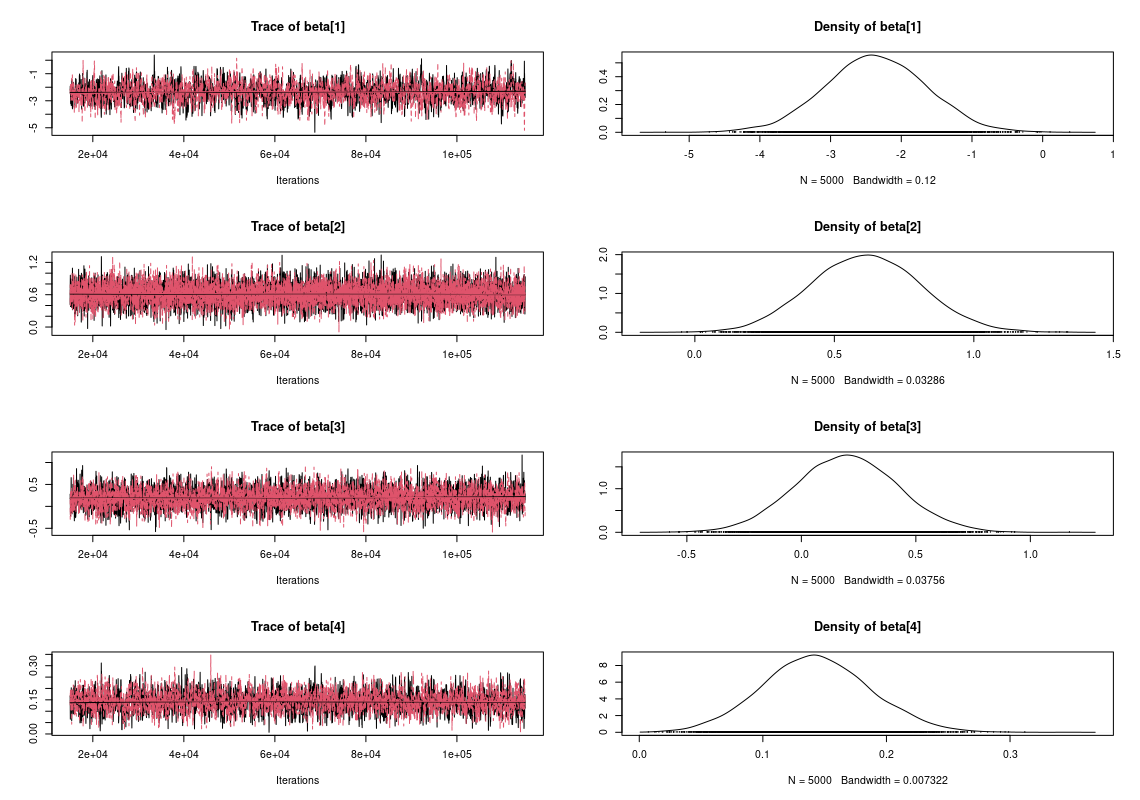 Trace of beta[1]
-1
-3
-5
2e+04 4e+04 6e+04 8e+04 1e+05
Iterations
Density of beta[1]
0.4
0.2
0.0
-5 -4 -3 -2 -1 0 1
N = 5000 Bandwidth = 0.12
Trace of beta[2]
1.2
0.6
0.0
2e+04 4e+04 6e+04 8e+04 1e+05
Iterations
Density of beta[2]
2.0
1.0
0.0
0.0 0.5 1.0 1.5
N = 5000 Bandwidth = 0.03286
Trace of beta[3]
0.5
-0.5
2e+04 4e+04 6e+04 8e+04 1e+05
Iterations
Density of beta[3]
1.0
0.0
-0.5 0.0 0.5 1.0
N = 5000 Bandwidth = 0.03756
Trace of beta[4]
0.30
0.15
0.00
2e+04 4e+04 6e+04 8e+04 1e+05
Iterations
Density of beta[4]
8
6
4
2
0
0.0 0.1 0.2 0.3
N = 5000 Bandwidth = 0.007322